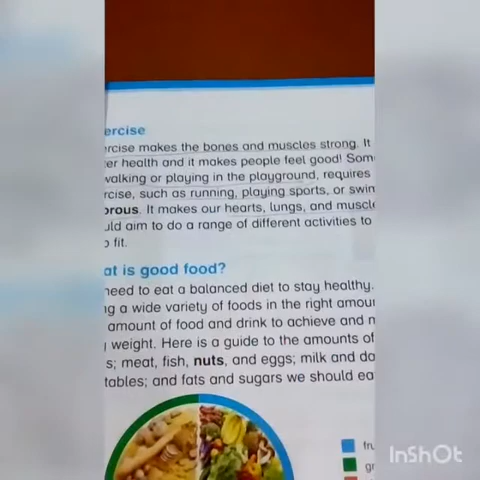 ercise
ercise makes the bones and muscles strong. It
er health and it makes people feel good! Som
walking or playing in the playground, requires
rcise, such as running, playing sports, or swin
orous. It makes our hearts, lungs, and muscl
uld aim to do a range of different activities to
p fit.
at is good food?
need to eat a balanced diet to stay healthy.
ng a wide variety of foods in the right amou
amount of food and drink to achieve and m
weight. Here is a guide to the amounts of
s; meat, fish, nuts, and eggs; milk and da
tables; and fats and sugars we should ea
fru
gr
InShOt